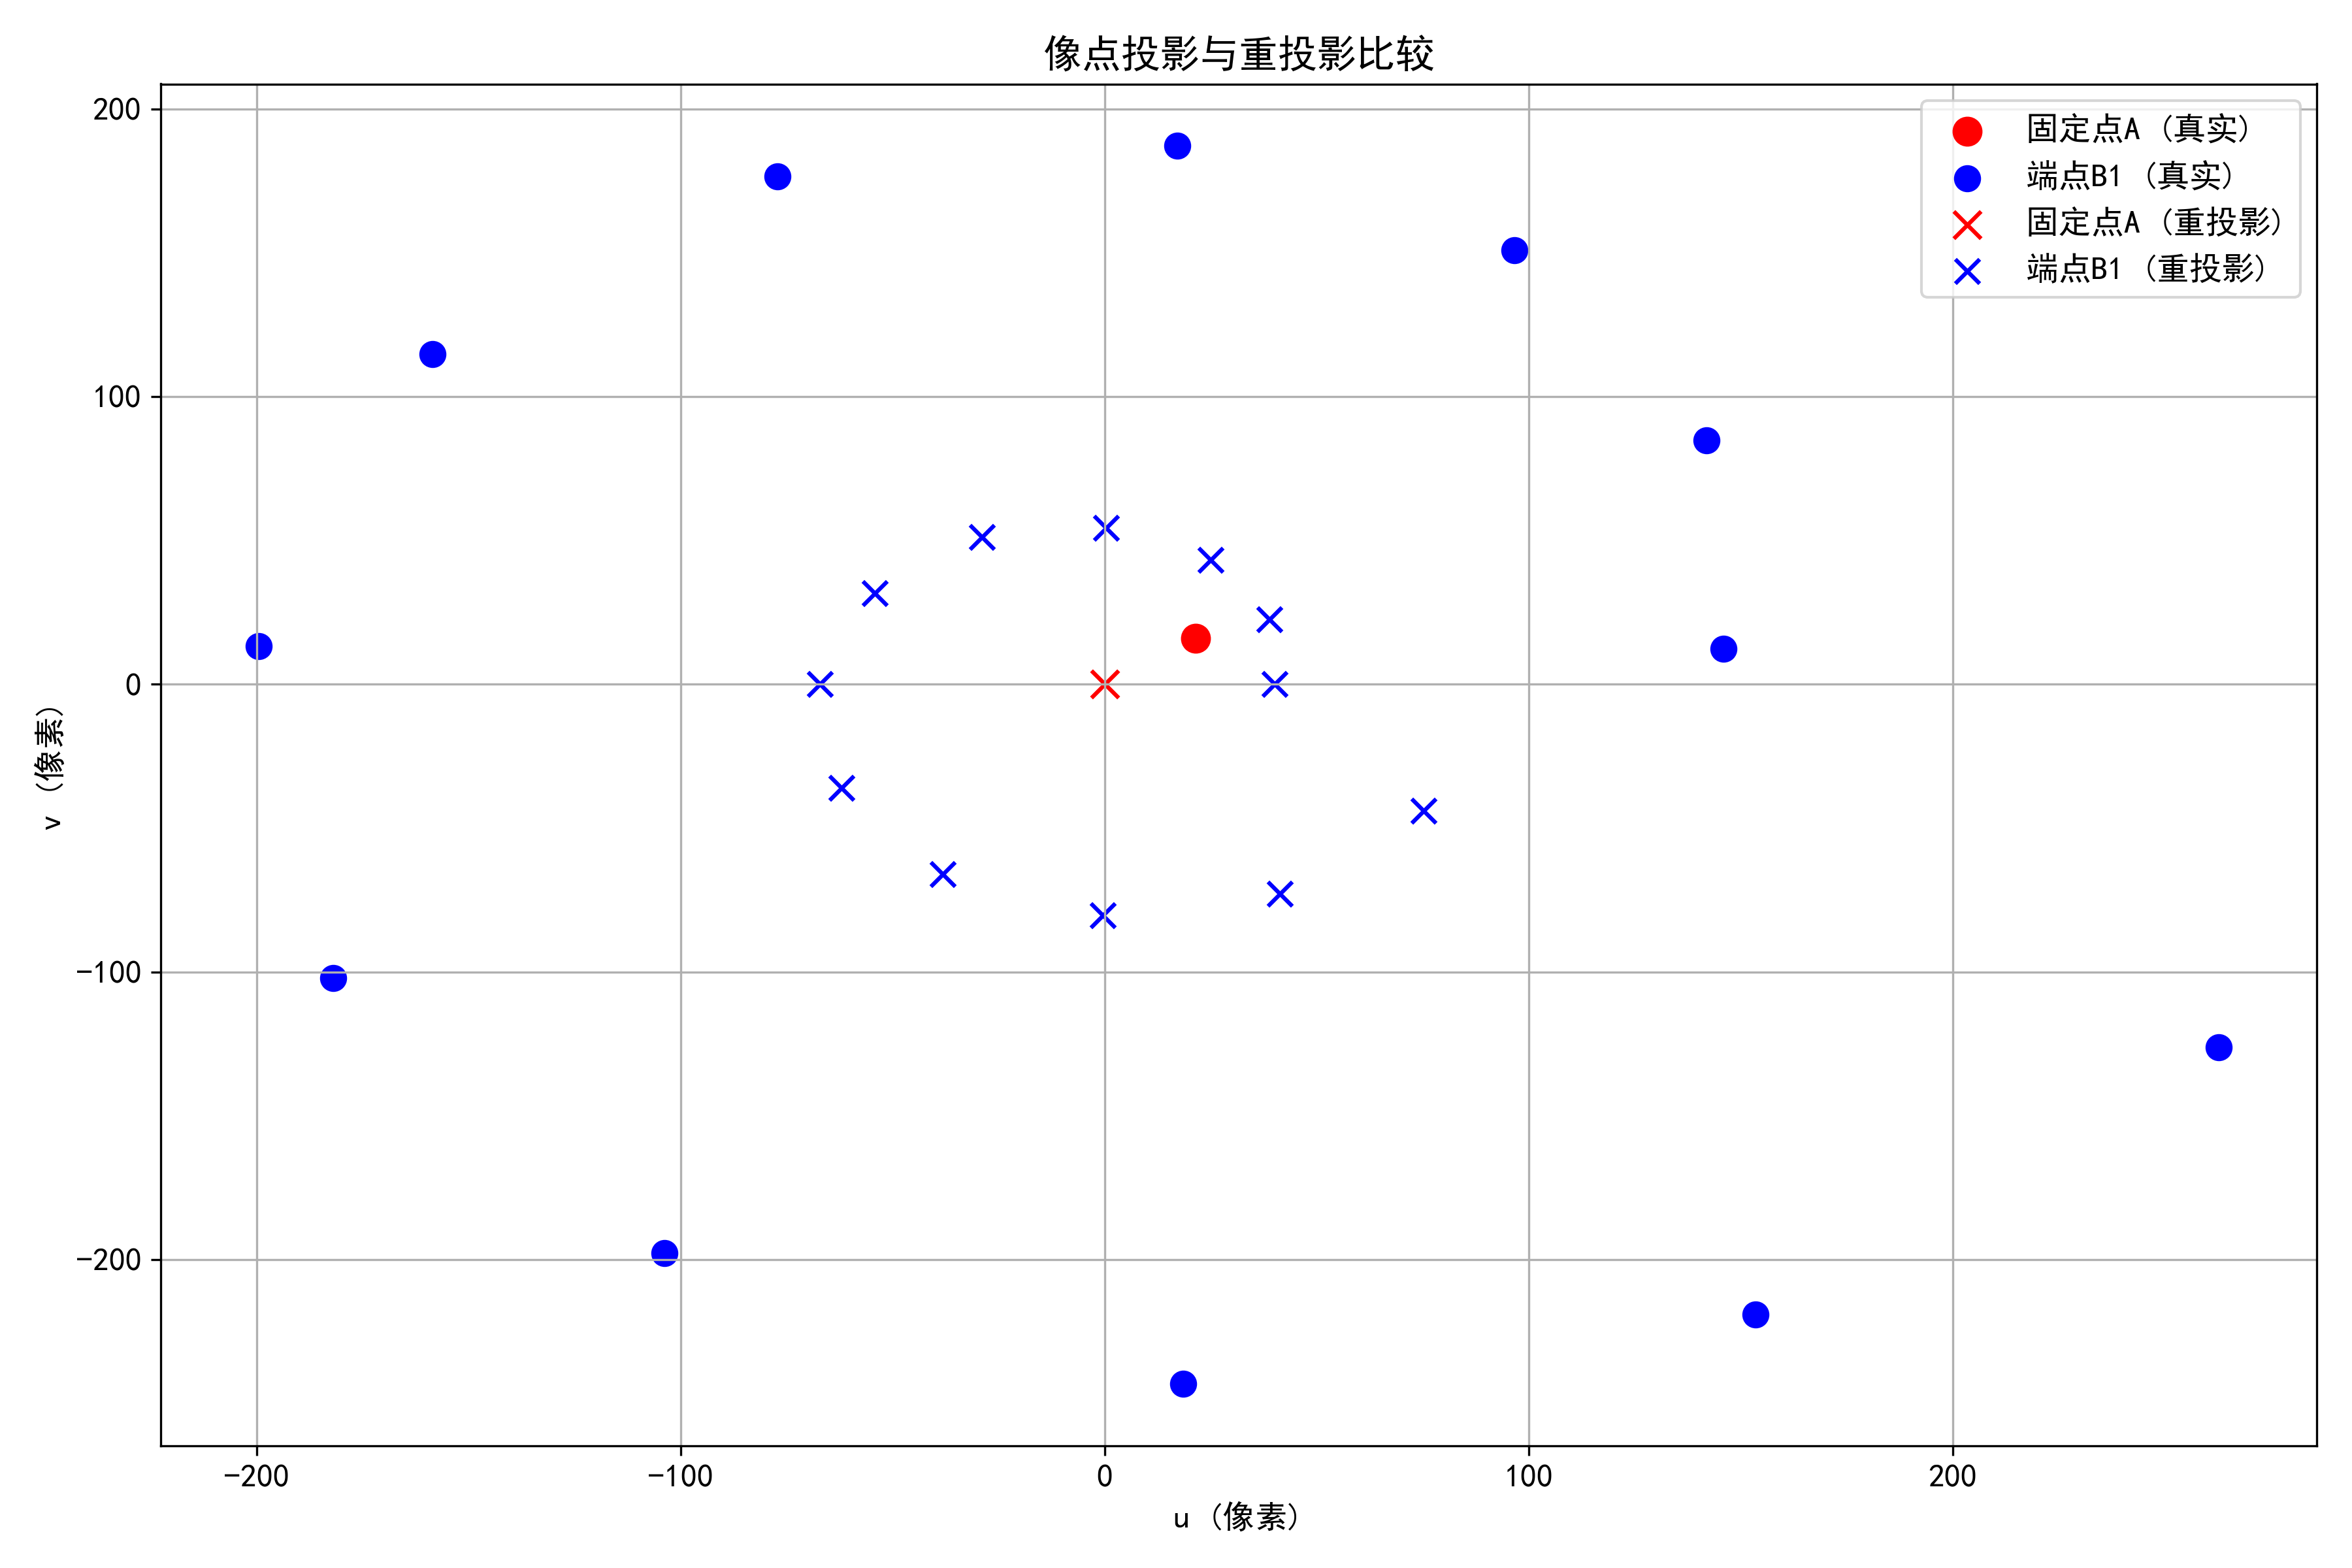 像点投影与重投影比较
固定点A (真实)
端点B1 (真实)
固定点A (重投影)
端点B1 (重投影)
200
100
0
−100
−200
v (像素)
−200
−100
0
100
200
u (像素)